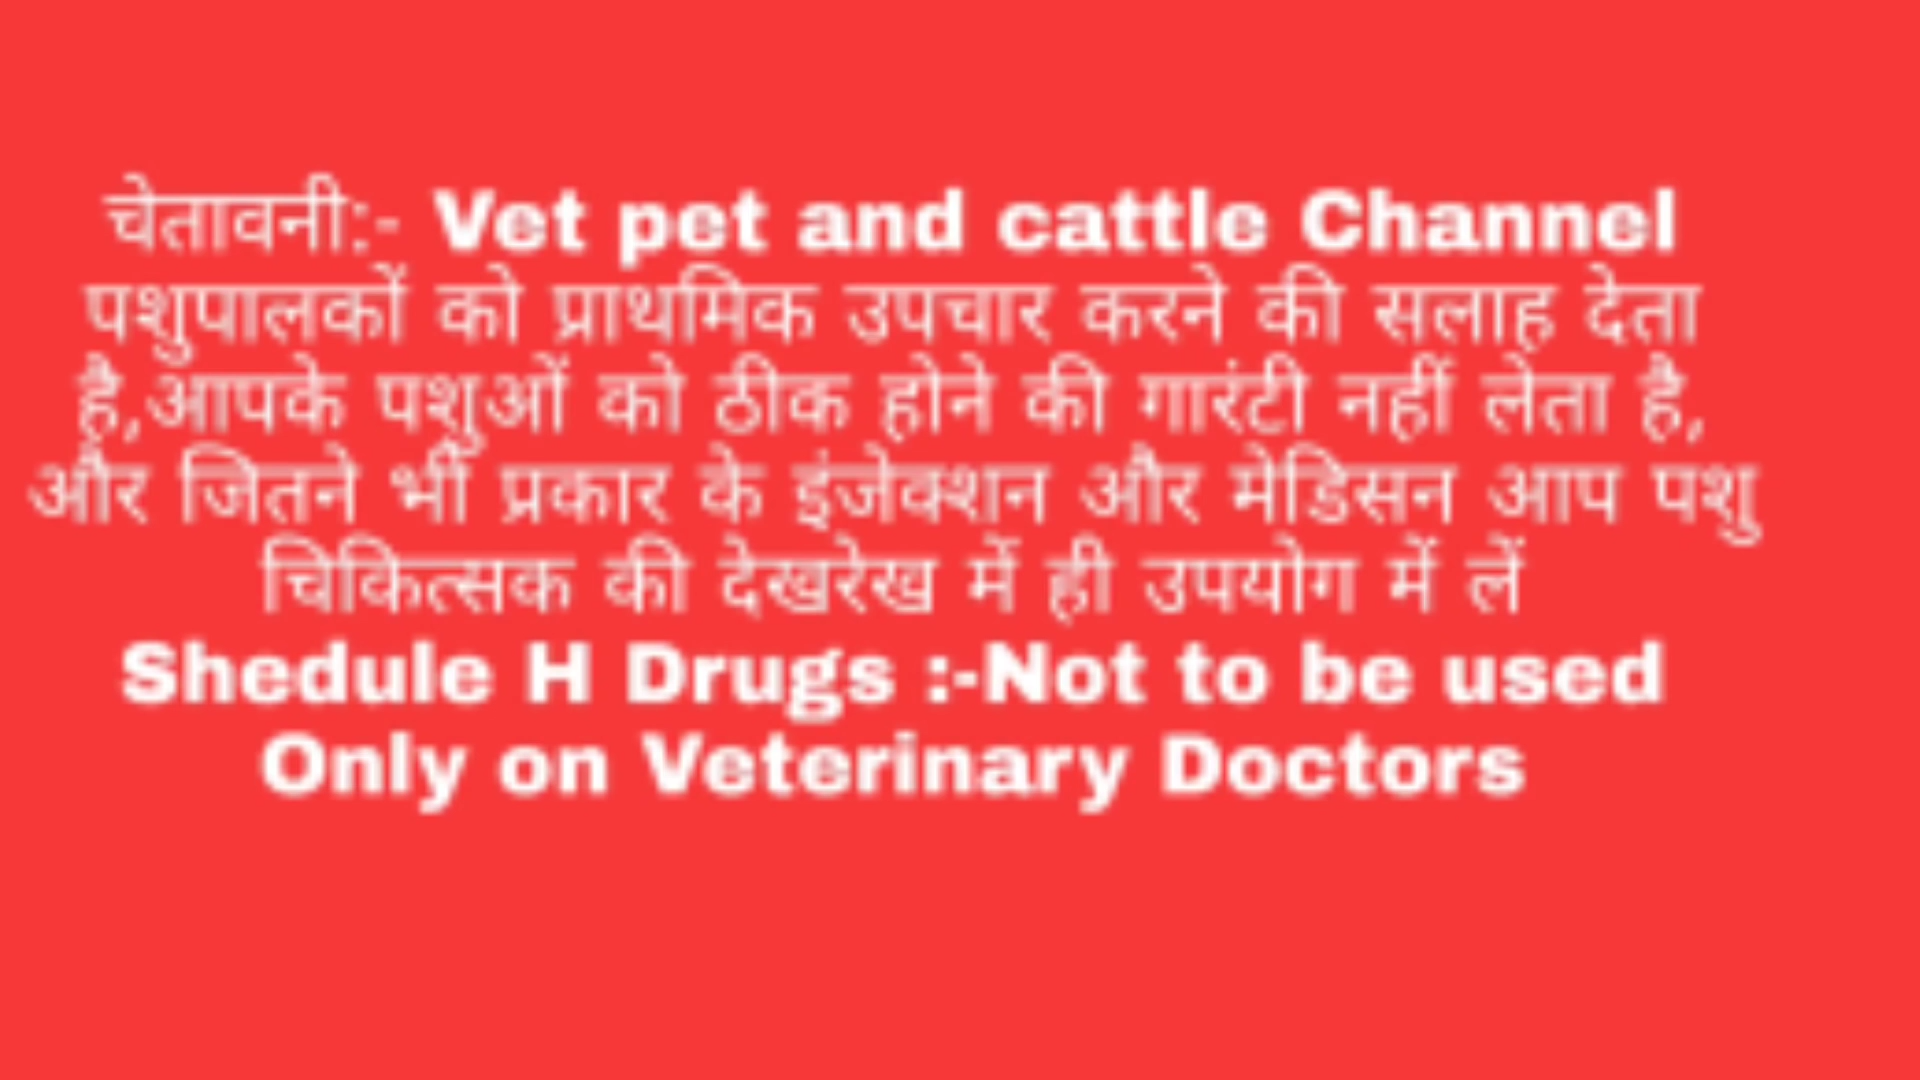 चेतावनी:- Vet pet and cattle Channel
पशुपालकों को प्राथमिक उपचार करने की सलाह देता
है,आपके पशुओं को ठीक होने की गारंटी नहीं लेता है,
और जितने भी प्रकार के इंजेक्शन और मेडिसन आप पशु
चिकित्सक की देखरेख में ही उपयोग में लें
Shedule H Drugs :-Not to be used
Only on Veterinary Doctors